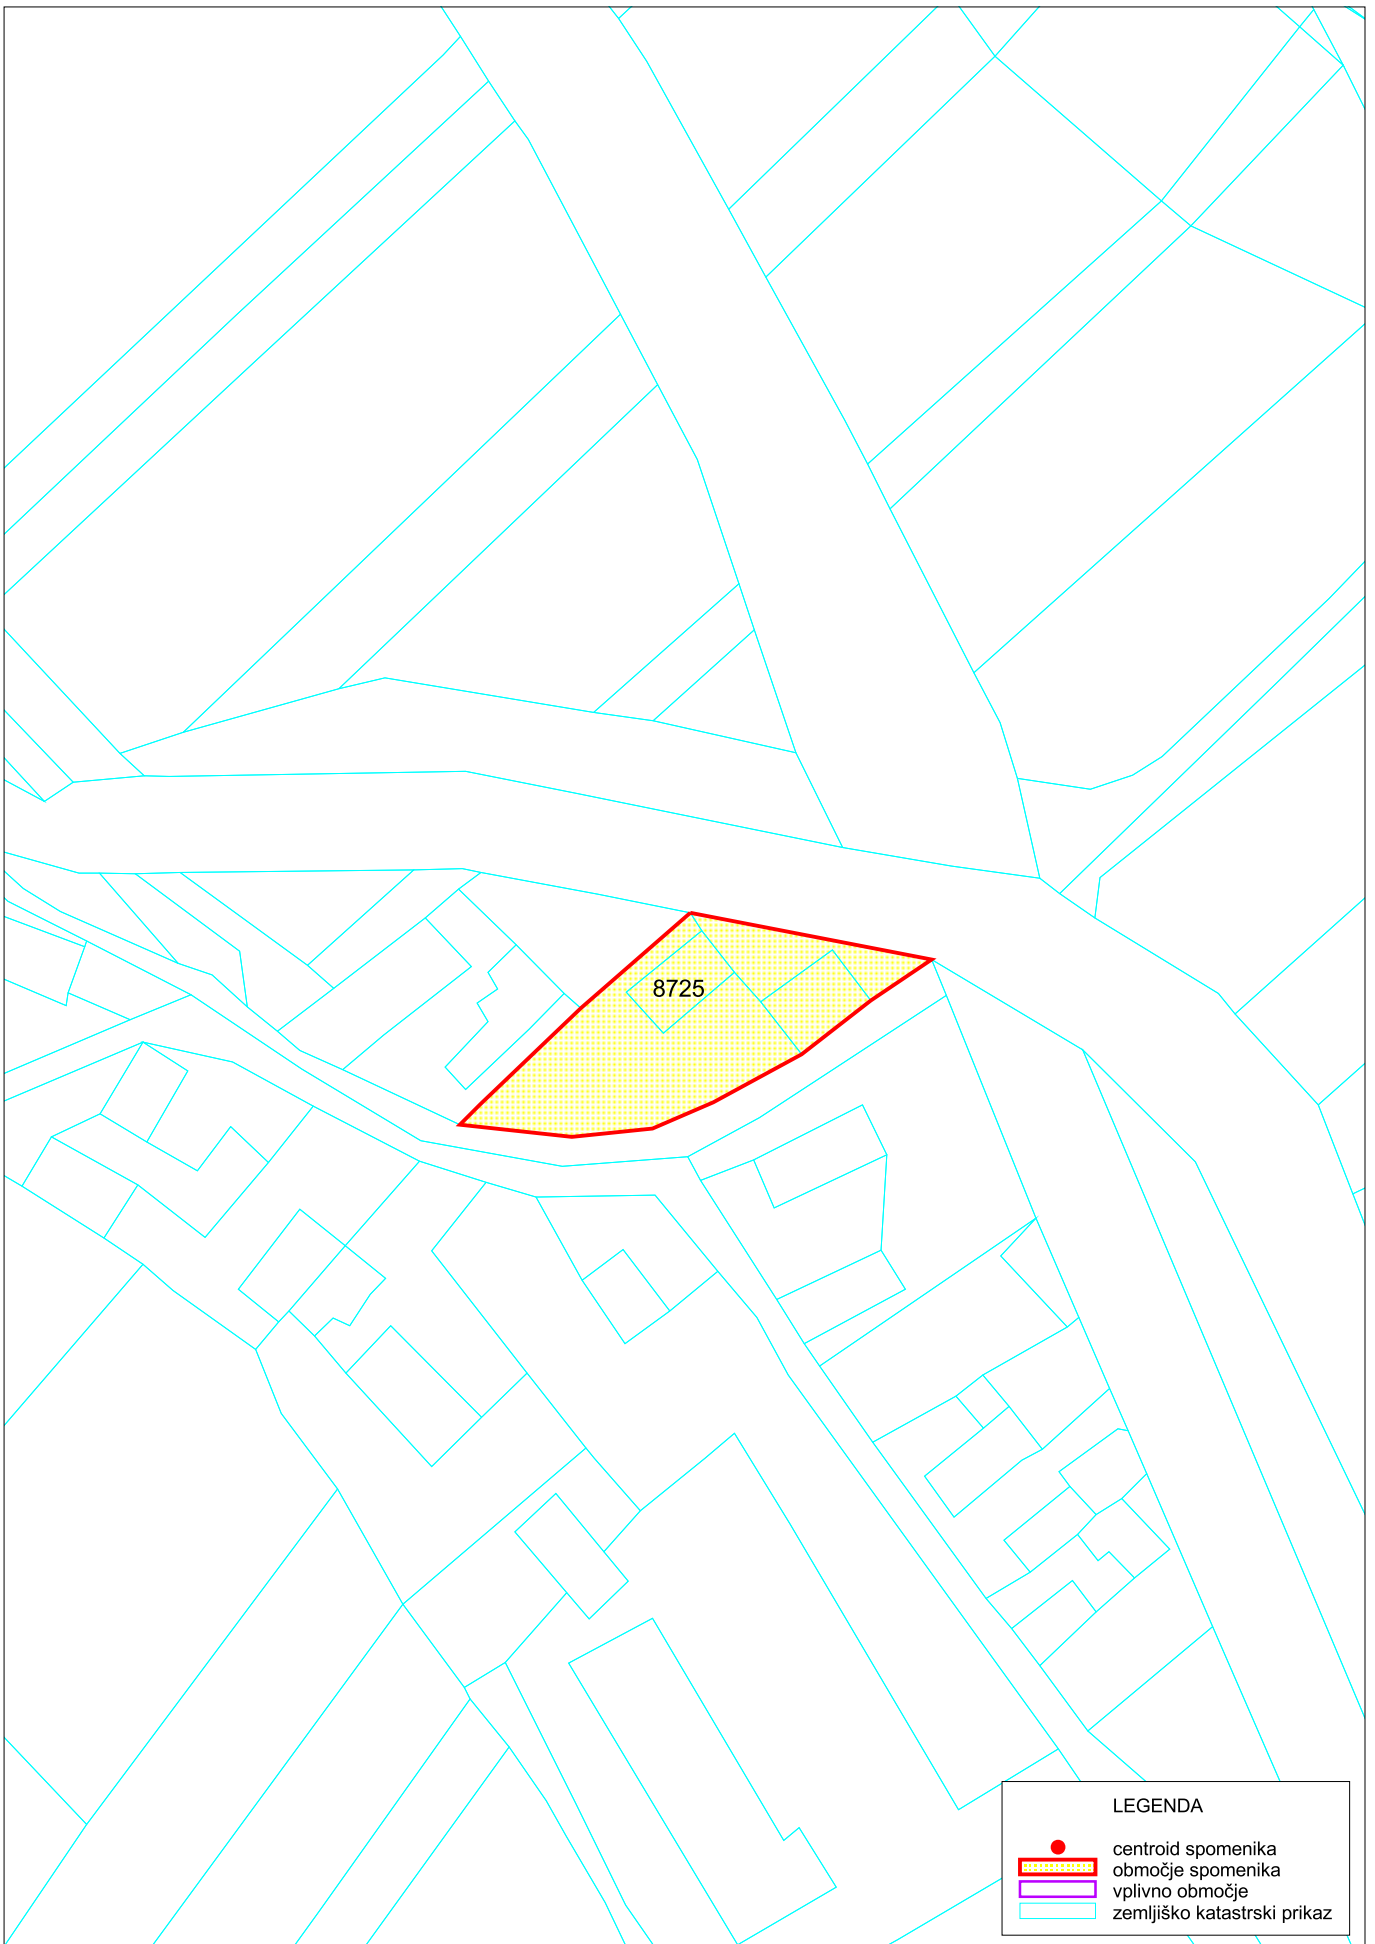 8725
LEGENDA
centroid spomenika
območje spomenika
vplivno območje
zemljiško katastrski prikaz